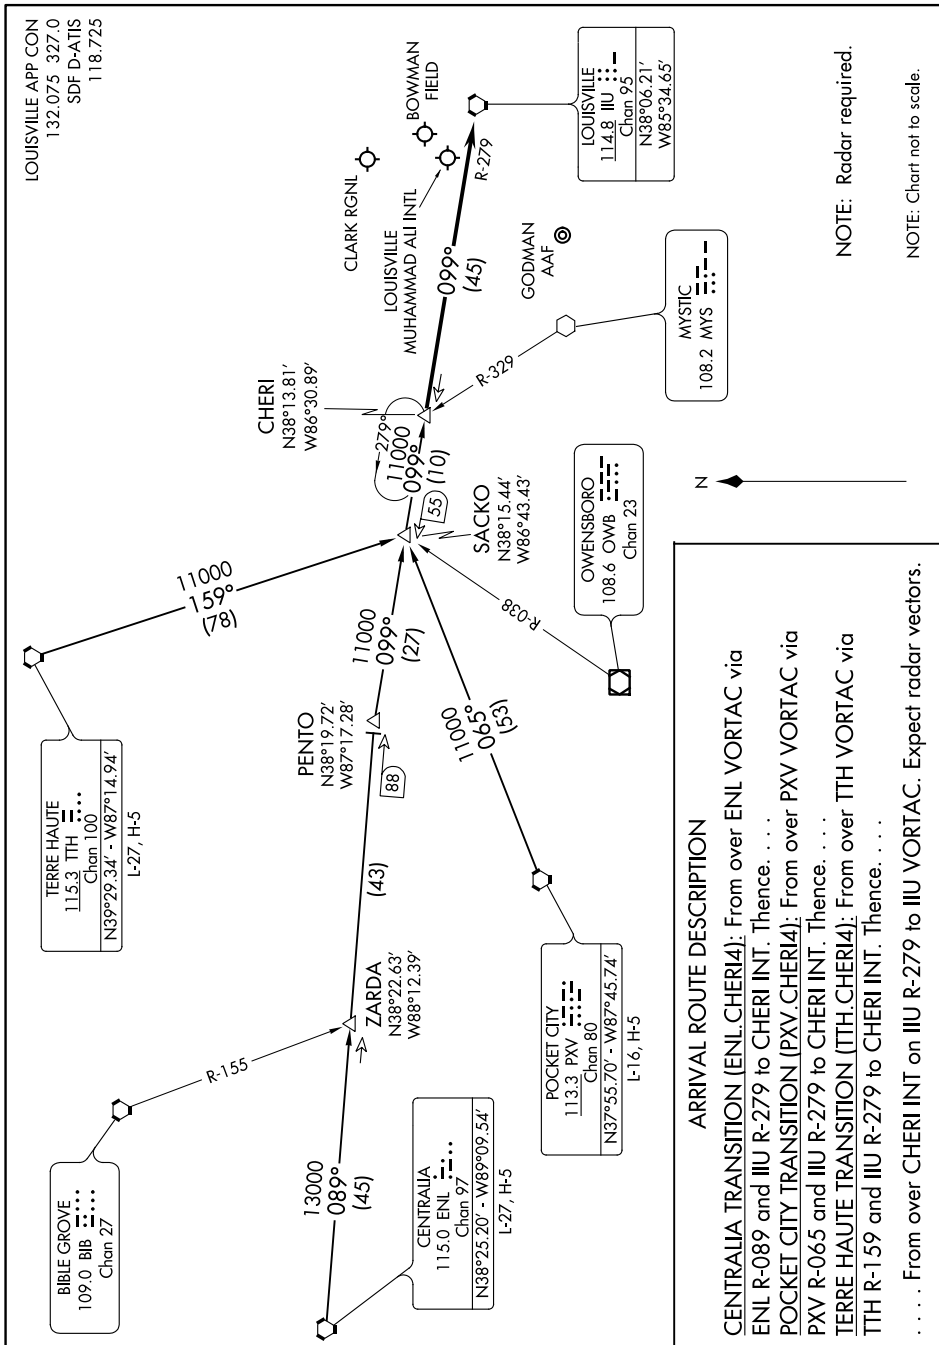 LOUISVILLE APP CON
132.075 327.0
SDF D-ATIS
118.725
TERRE HAUTE
115.3 TTH
Chan 100
N39°29.34' - W87°14.94'
L-27, H-5
11000
159°
(78)
BIBLE GROVE
109.0 BIB
Chan 27
R-155
13000
089°
(45)
CENTRALIA
115.0 ENL
Chan 97
N38°25.20' - W89°09.54'
L-27, H-5
ZARDA
N38°22.63'
W88°12.39'
(43)
PENTO
N38°19.72'
W87°17.28'
88
11000
099°
(27)
CHERI
N38°13.81'
W86°30.89'
279°
11000
099°
(10)
55
SACKO
N38°15.44'
W86°43.43'
CLARK RGNL
BOWMAN
FIELD
LOUISVILLE
MUHAMMAD ALI INTL
099°
(45)
R-279
LOUISVILLE
114.8 IIU
Chan 95
N38°06.21'
W85°34.65'
GODMAN
AAF
R-329
MYSTIC
108.2 MYS
R-038
OWENSBORO
108.6 OWB
Chan 23
11000
065°
(53)
POCKET CITY
113.3 PXV
Chan 80
N37°55.70' - W87°45.74'
L-16, H-5
N
NOTE: Radar required.
NOTE: Chart not to scale.
ARRIVAL ROUTE DESCRIPTION
CENTRALIA TRANSITION (ENL.CHERI4): From over ENL VORTAC via
ENL R-089 and IIU R-279 to CHERI INT. Thence. . . .
POCKET CITY TRANSITION (PXV.CHERI4): From over PXV VORTAC via
PXV R-065 and IIU R-279 to CHERI INT. Thence. . . .
TERRE HAUTE TRANSITION (TTH.CHERI4): From over TTH VORTAC via
TTH R-159 and IIU R-279 to CHERI INT. Thence. . . .
. . . . From over CHERI INT on IIU R-279 to IIU VORTAC. Expect radar vectors.